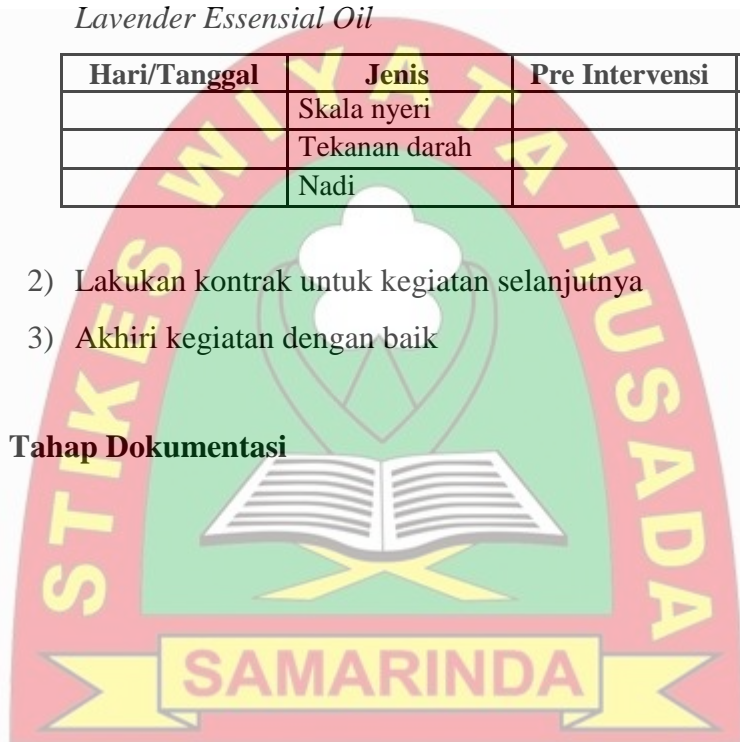 Lavender Essensial Oil
Hari/Tanggal Jenis Pre Intervensi
Skala nyeri
Tekanan darah
Nadi
2) Lakukan kontrak untuk kegiatan selanjutnya
3) Akhiri kegiatan dengan baik
Tahap Dokumentasi
STIKES WIYATA HUSADA
SAMARINDA